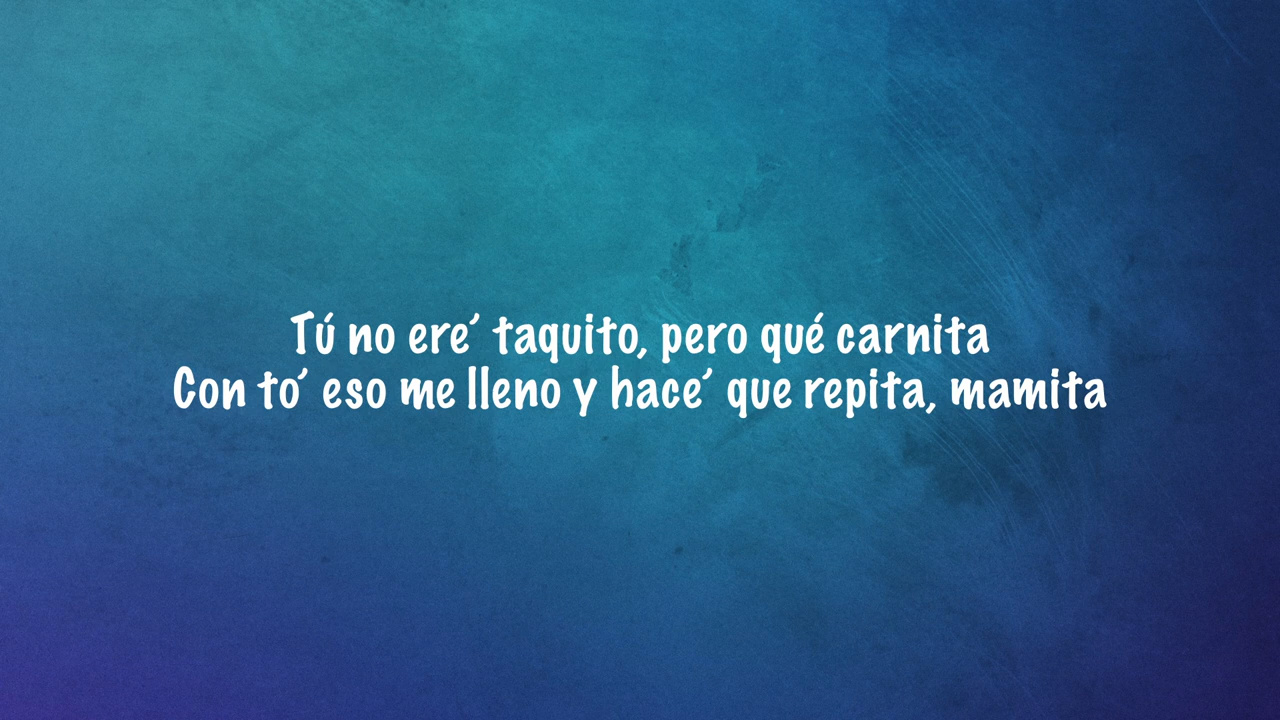 Tú no ere' taquito, pero qué carnita
Con to' eso me lleno y hace' que repita, mamita